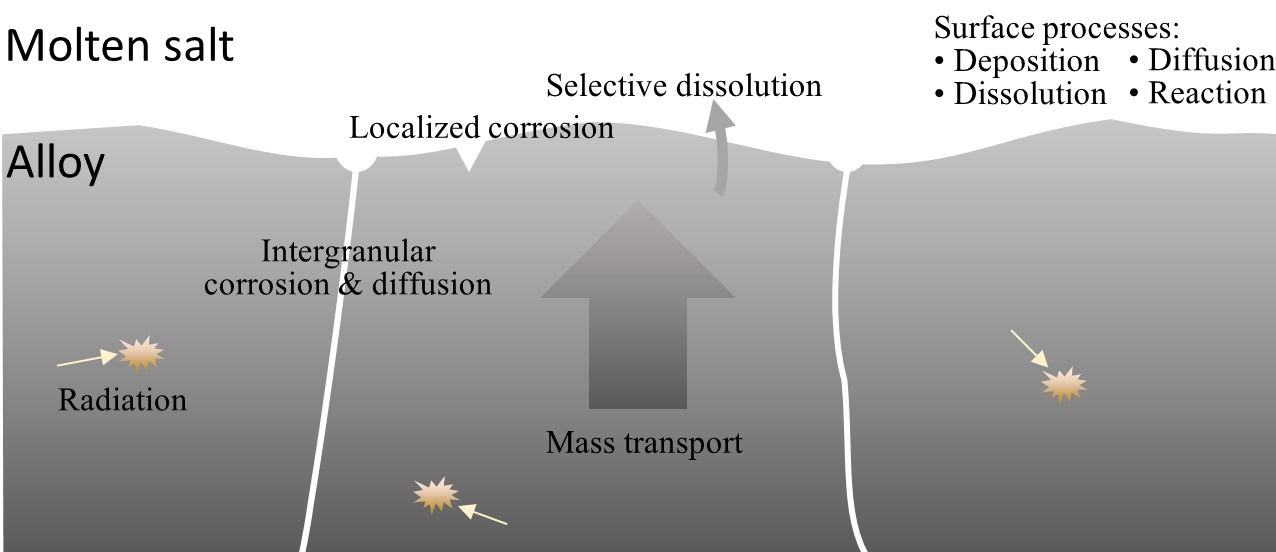 Molten salt
Surface processes:
• Deposition • Diffusion
• Dissolution • Reaction
Selective dissolution
Localized corrosion
Alloy
Intergranular
corrosion & diffusion
Radiation
Mass transport